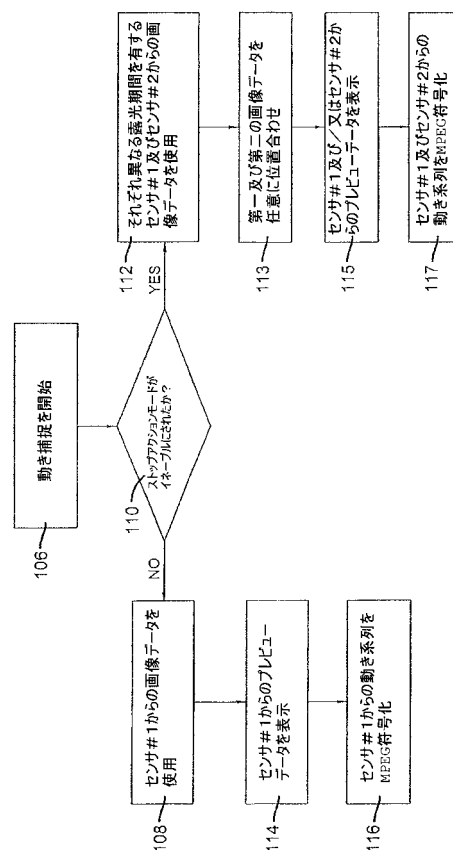 106
動き捕捉を開始
110
ストップアクションモードが
イネーブルにされたか?
NO
YES
108
センサ#1からの画像データを
使用
114
センサ#1からのプレビュー
データを表示
116
センサ#1からの動き系列を
MPEG符号化
112
それぞれ異なる露光期間を有する
センサ#1及びセンサ#2からの画
像データを使用
113
第一及び第二の画像データを
任意に位置合わせ
115
センサ#1及び/又はセンサ#2か
らのプレビューデータを表示
117
センサ#1及びセンサ#2からの
動き系列をMPEG符号化